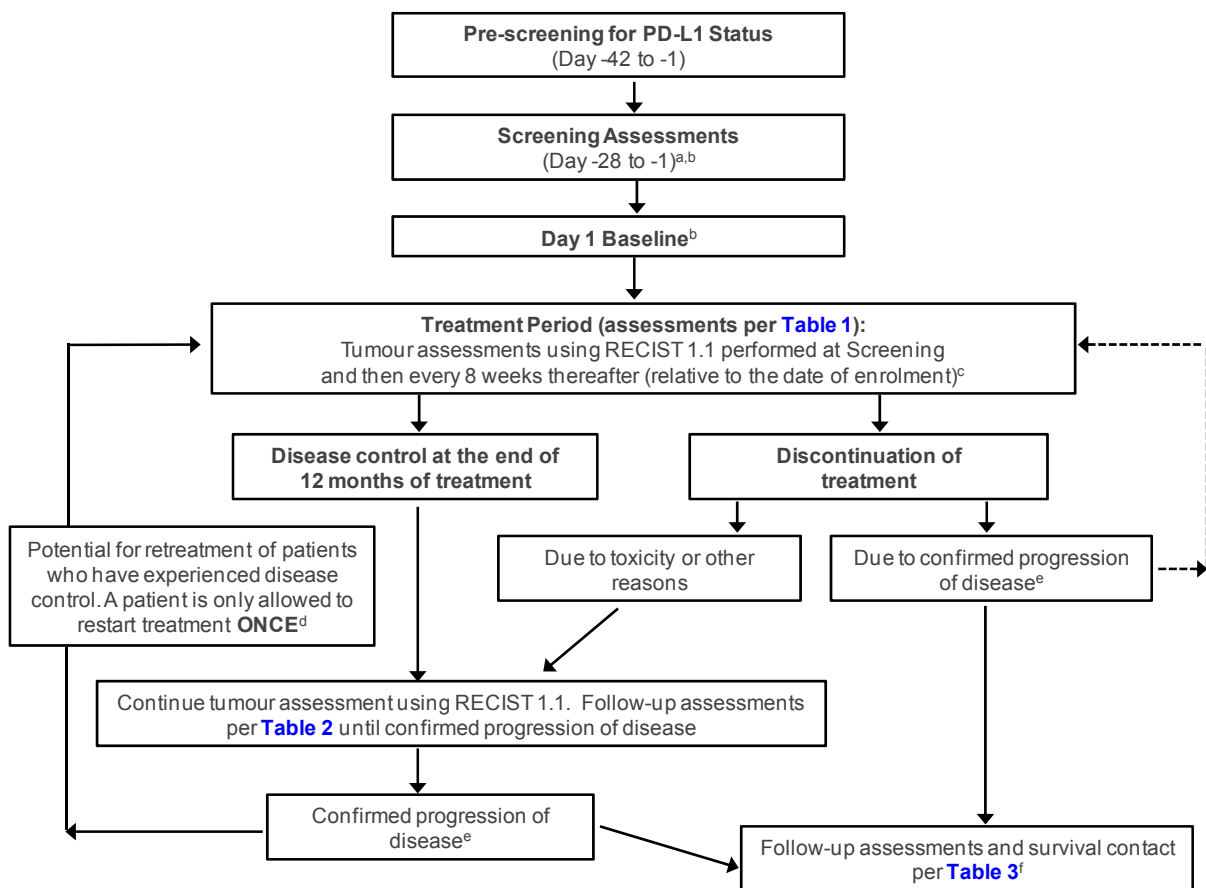 Pre-screening for PD-L1 Status
(Day -42 to -1)
Screening Assessments
(Day -28 to -1)a,b
Day 1 Baselineb
Treatment Period (assessments per Table 1):
Tumour assessments using RECIST 1.1 performed at Screening
and then every 8 weeks thereafter (relative to the date of enrolment)c
Disease control at the end of
12 months of treatment
Discontinuation of
treatment
Potential for retreatment of patients
who have experienced disease
control. A patient is only allowed to
restart treatment ONCEd
Due to toxicity or other
reasons
Due to confirmed progression
of diseasee
Continue tumour assessment using RECIST 1.1. Follow-up assessments
per Table 2 until confirmed progression of disease
Confirmed progression of
diseasee
Follow-up assessments and survival contact
per Table 3f